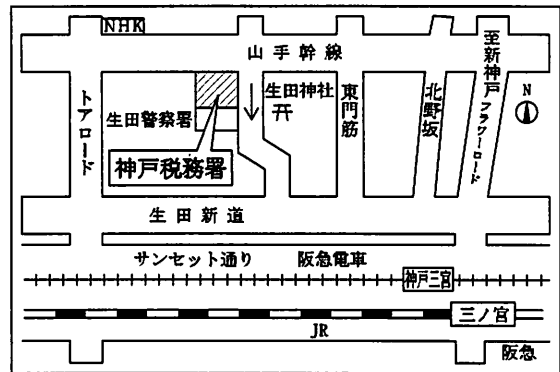 NHK
山手幹線
至新神戸
フラワーロード
N
トアロード
生田警察署
生田神社
東門筋
北野坂
神戸税務署
生田新道
サンセット通り
阪急電車
神戸三宮
三ノ宮
JR
阪急